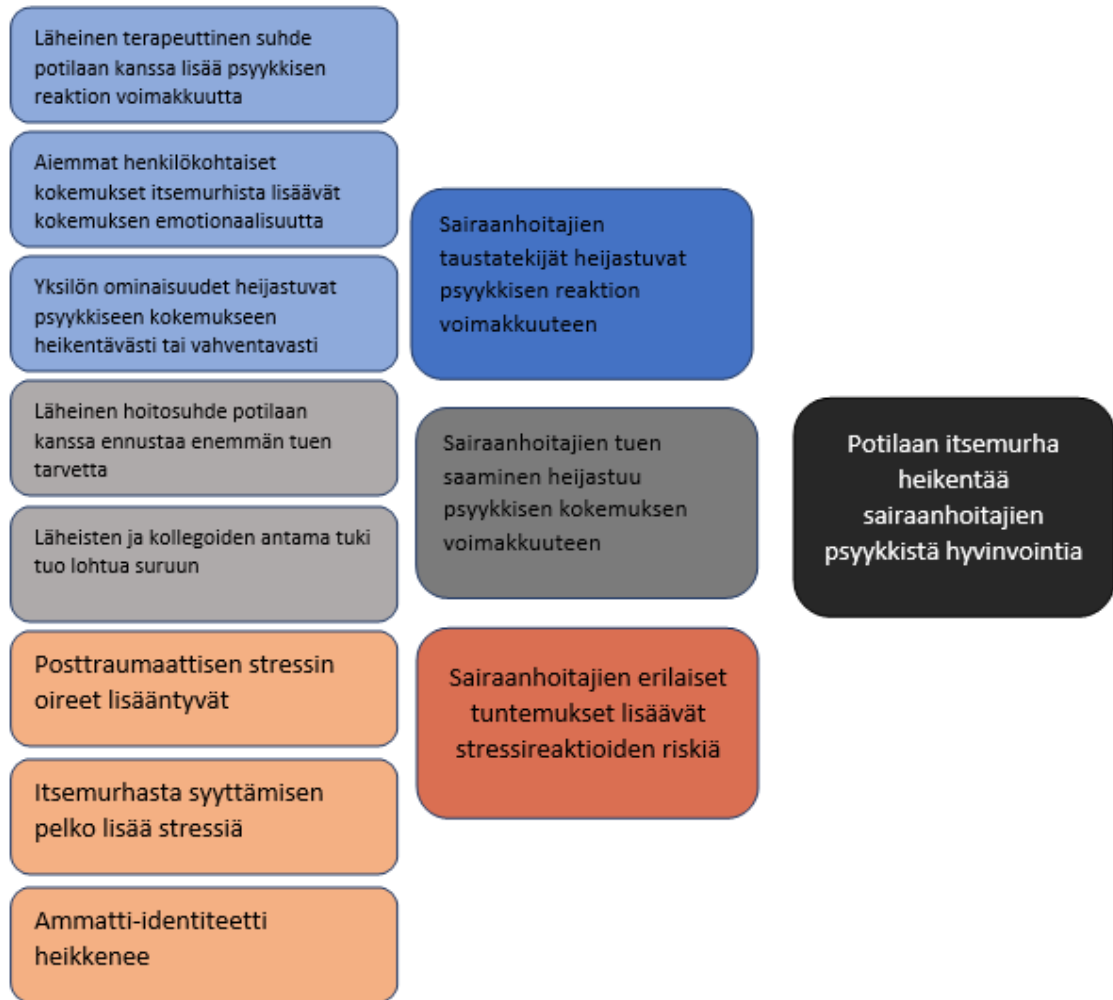 Läheinen terapeuttinen suhde
potilaan kanssa lisää psyykkisen
reaktion voimakkuutta
Aiemmat henkilökohtaiset
kokemukset itsemurhista lisäävät
kokemuksen emotionaalisuutta
Yksilön ominaisuudet heijastuvat
psyykkiseen kokemukseen
heikentävästi tai vahventavasti
Läheinen hoitosuhde potilaan
kanssa ennustaa enemmän tuen
tarvetta
Läheisten ja kollegoiden antama tuki
tuo lohtua suruun
Posttraumaattisen stressin
oireet lisääntyvät
Itsemurhasta syyttämisen
pelko lisää stressiä
Ammatti-identiteetti
heikkenee
Sairaanhoitajien
taustatekijät heijastuvat
psyykkisen reaktion
voimakkuuteen
Sairaanhoitajien tuen
saaminen heijastuu
psyykkisen kokemuksen
voimakkuuteen
Sairaanhoitajien erilaiset
tuntemukset lisäävät
stressireaktioiden riskiä
Potilaan itsemurha
heikentää
sairaanhoitajien
psyykkistä hyvinvointia